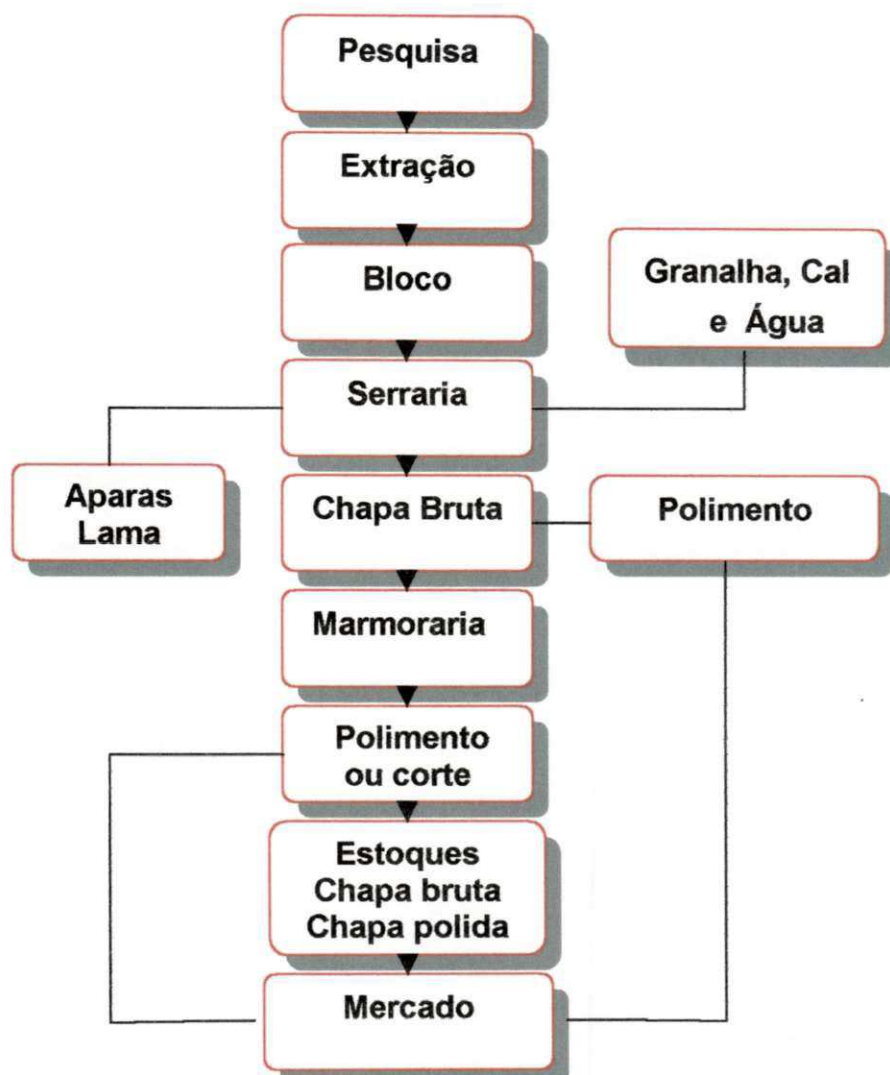 Pesquisa
Extração
Bloco
Granalha, Cal
e Água
Serraria
Aparas
Lama
Chapa Bruta
Polimento
Marmoraria
Polimento
ou corte
Estoques
Chapa bruta
Chapa polida
Mercado